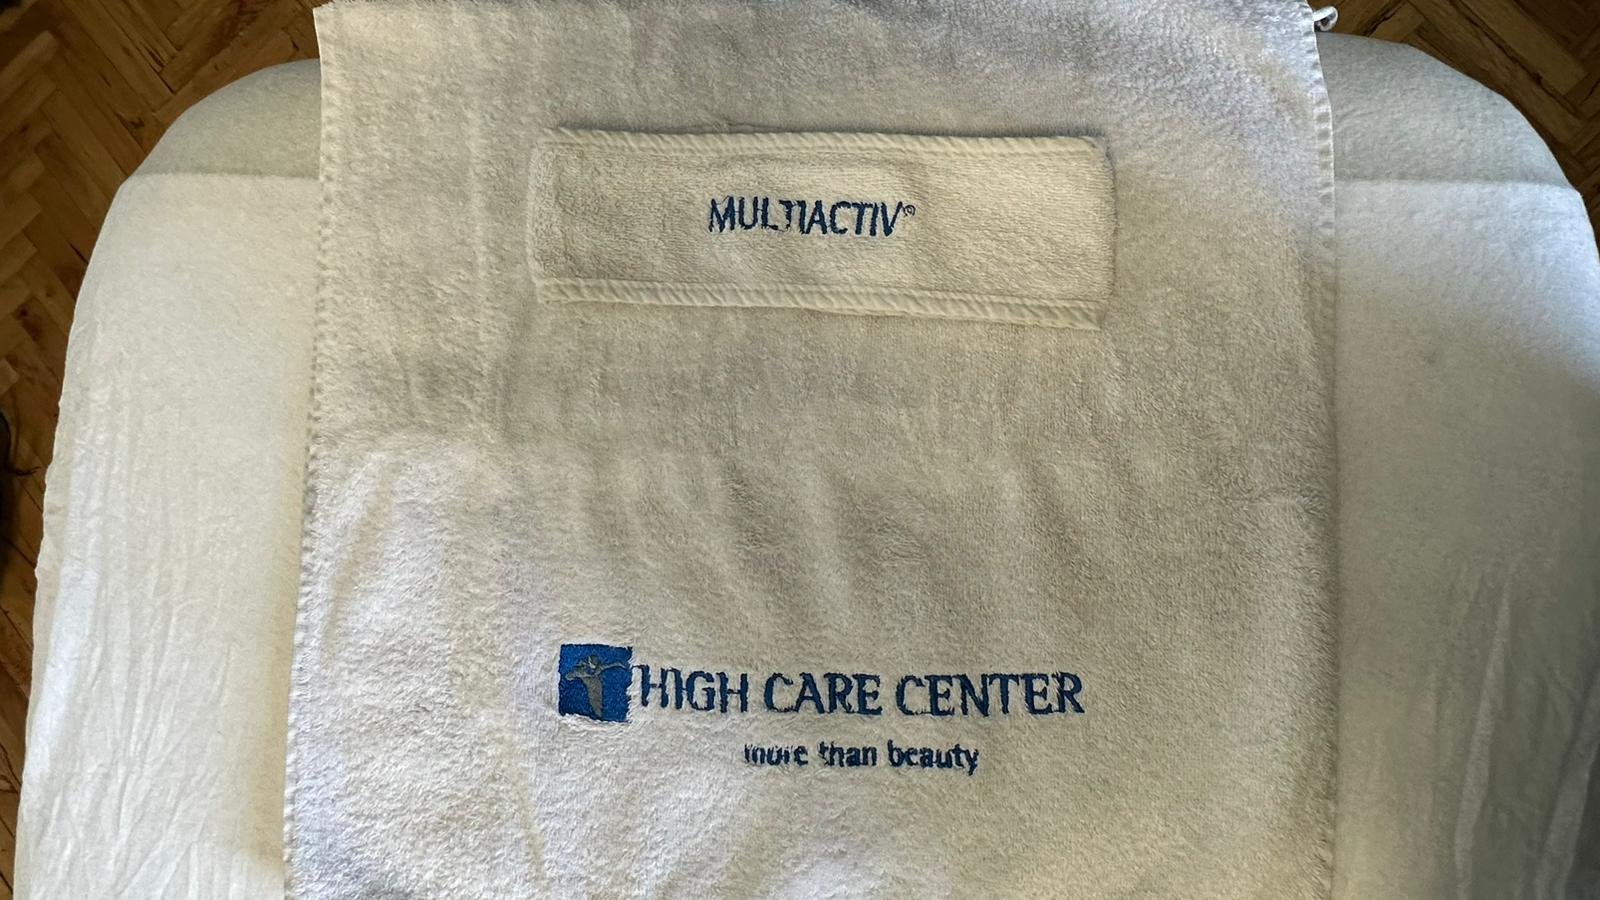 MULTIACTIV®
HIGH CARE CENTER
more than beauty